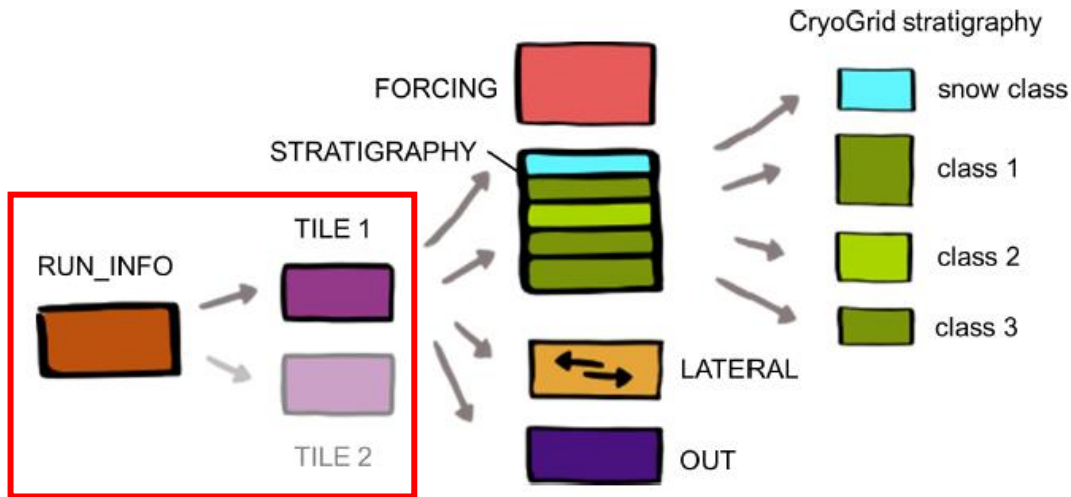 CryoGrid stratigraphy
FORCING
snow class
STRATIGRAPHY
class 1
TILE 1
RUN_INFO
class 2
class 3
LATERAL
TILE 2
OUT